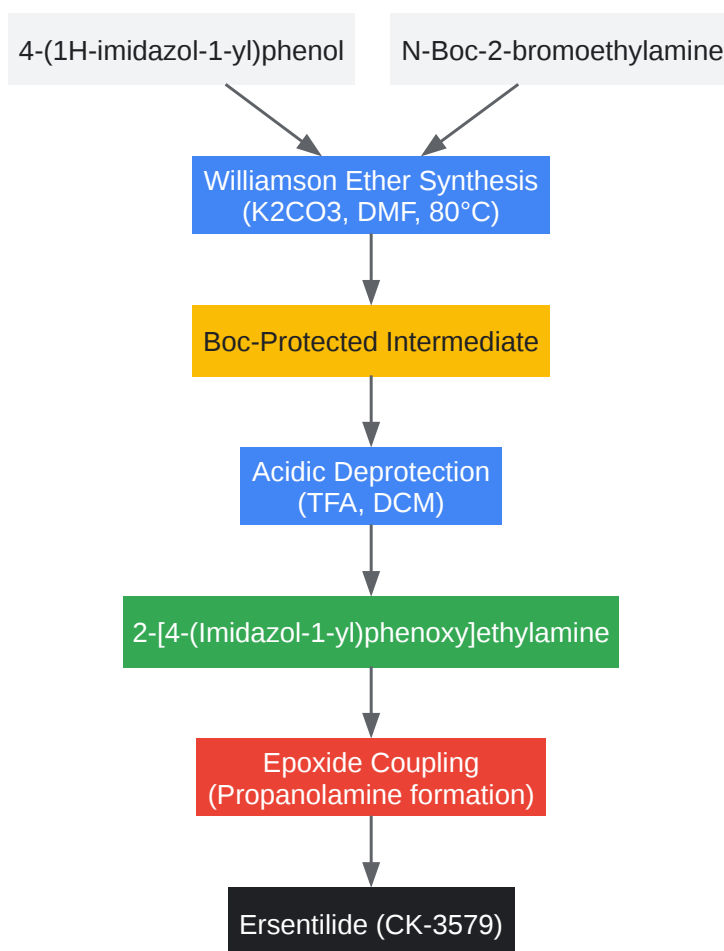 4-(1H-imidazol-1-yl)phenol
N-Boc-2-bromoethylamine
Williamson Ether Synthesis
(K2CO3, DMF, 80°C)
Boc-Protected Intermediate
Acidic Deprotection
(TFA, DCM)
2-[4-(Imidazol-1-yl)phenoxy]ethylamine
Epoxide Coupling
(Propanolamine formation)
Ersentilide (CK-3579)